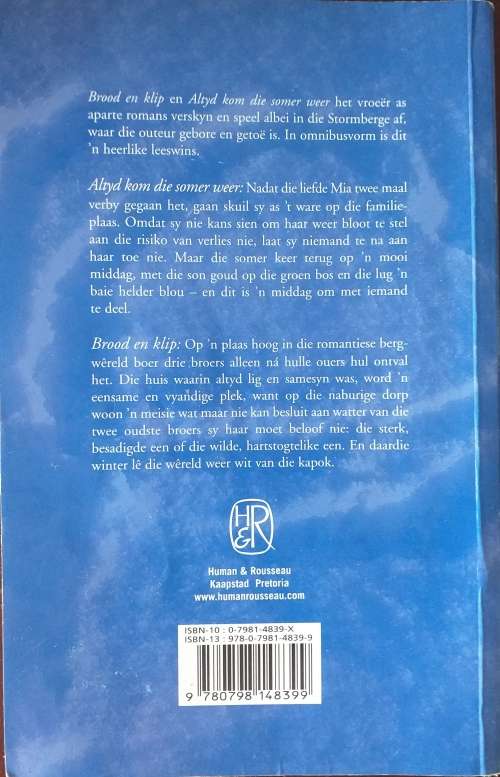 Brood en klip en Altyd kom die somer weer het vroeër as
aparte romans verskyn en speel albei in die Stormberge af,
waar die outeur gebore en getoë is. In omnibusvorm is dit
'n heerlike leeswins.
Altyd kom die somer weer: Nadat die liefde Mia twee maal
verby gegaan het, gaan skuil sy as 't ware op die familie-
plaas. Omdat sy nie kans sien om haar weer bloot te stel
aan die risiko van verlies nie, laat sy niemand te na aan
haar toe nie. Maar die somer keer terug op 'n mooi
middag, met die son goud op die groen bos en die lug 'n
baie helder blou – en dit is 'n middag om met iemand
te deel.
Brood en klip: Op 'n plaas hoog in die romantiese berg-
wêreld boer drie broers alleen ná hulle ouers hul ontval
het. Die huis waarin altyd lig en samesyn was, word 'n
eensame en vyandige plek, want op die naburige dorp
woon 'n meisie wat maar nie kan besluit aan watter van die
twee oudste broers sy haar moet beloof nie: die sterk,
besadigde een of die wilde, hartstogtelike een. En daardie
winter lê die wêreld weer wit van die kapok.
H&R
Human & Rousseau
Kaapstad Pretoria
www.humanrousseau.com
ISBN-10 : 0-7981-4839-X
ISBN-13 : 978-0-7981-4839-9
9 780798 148399